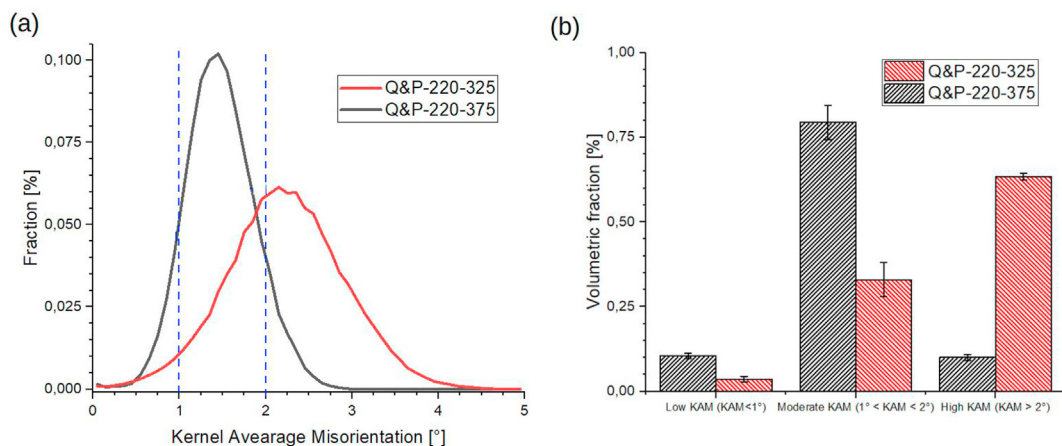 (a)
0,100
0,075
0,050
0,025
0,000
Fraction [%]
Q&P-220-325
Q&P-220-375
0
1
2
3
4
5
Kernel Avearage Misorientation [°]
(b)
1,00
0,75
0,50
0,25
0,00
Volumetric fraction [%]
Q&P-220-325
Q&P-220-375
Low KAM (KAM<1°)
Moderate KAM (1° < KAM < 2°)
High KAM (KAM > 2°)